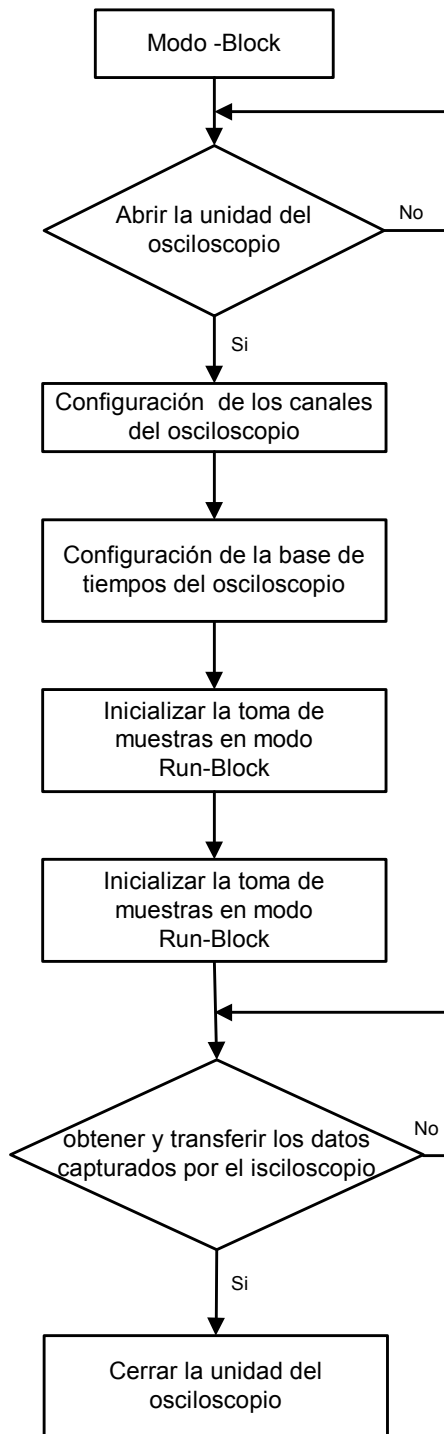 Modo -Block
Abrir la unidad del
osciloscopio
No
Si
Configuración de los canales
del osciloscopio
Configuración de la base de
tiempos del osciloscopio
Inicializar la toma de
muestras en modo
Run-Block
Inicializar la toma de
muestras en modo
Run-Block
obtener y transferir los datos
capturados por el isciloscopio
No
Si
Cerrar la unidad del
osciloscopio